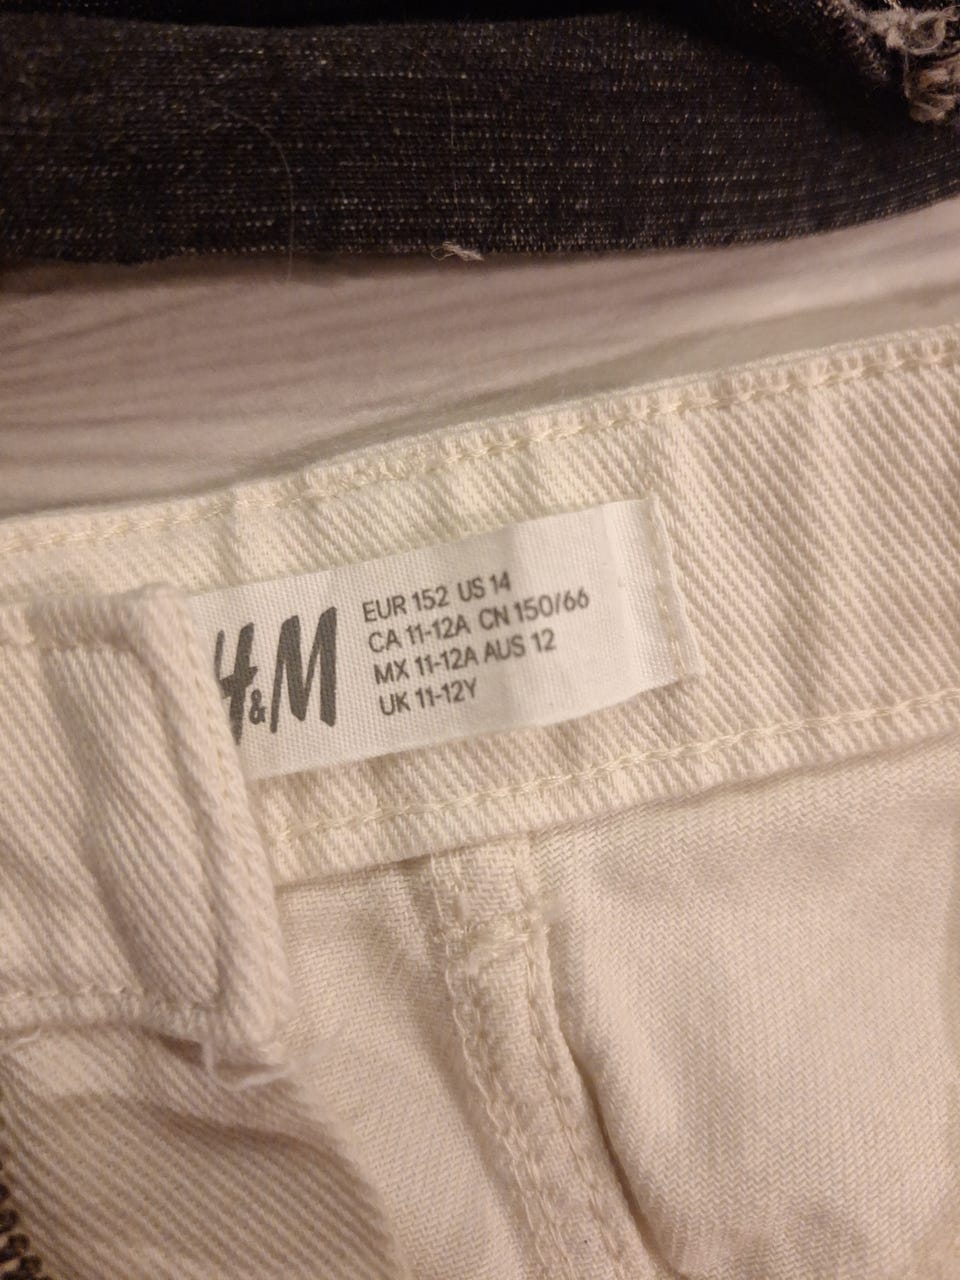 H&M
EUR 152 US 14
CA 11-12A CN 150/66
MX 11-12A AUS 12
UK 11-12Y